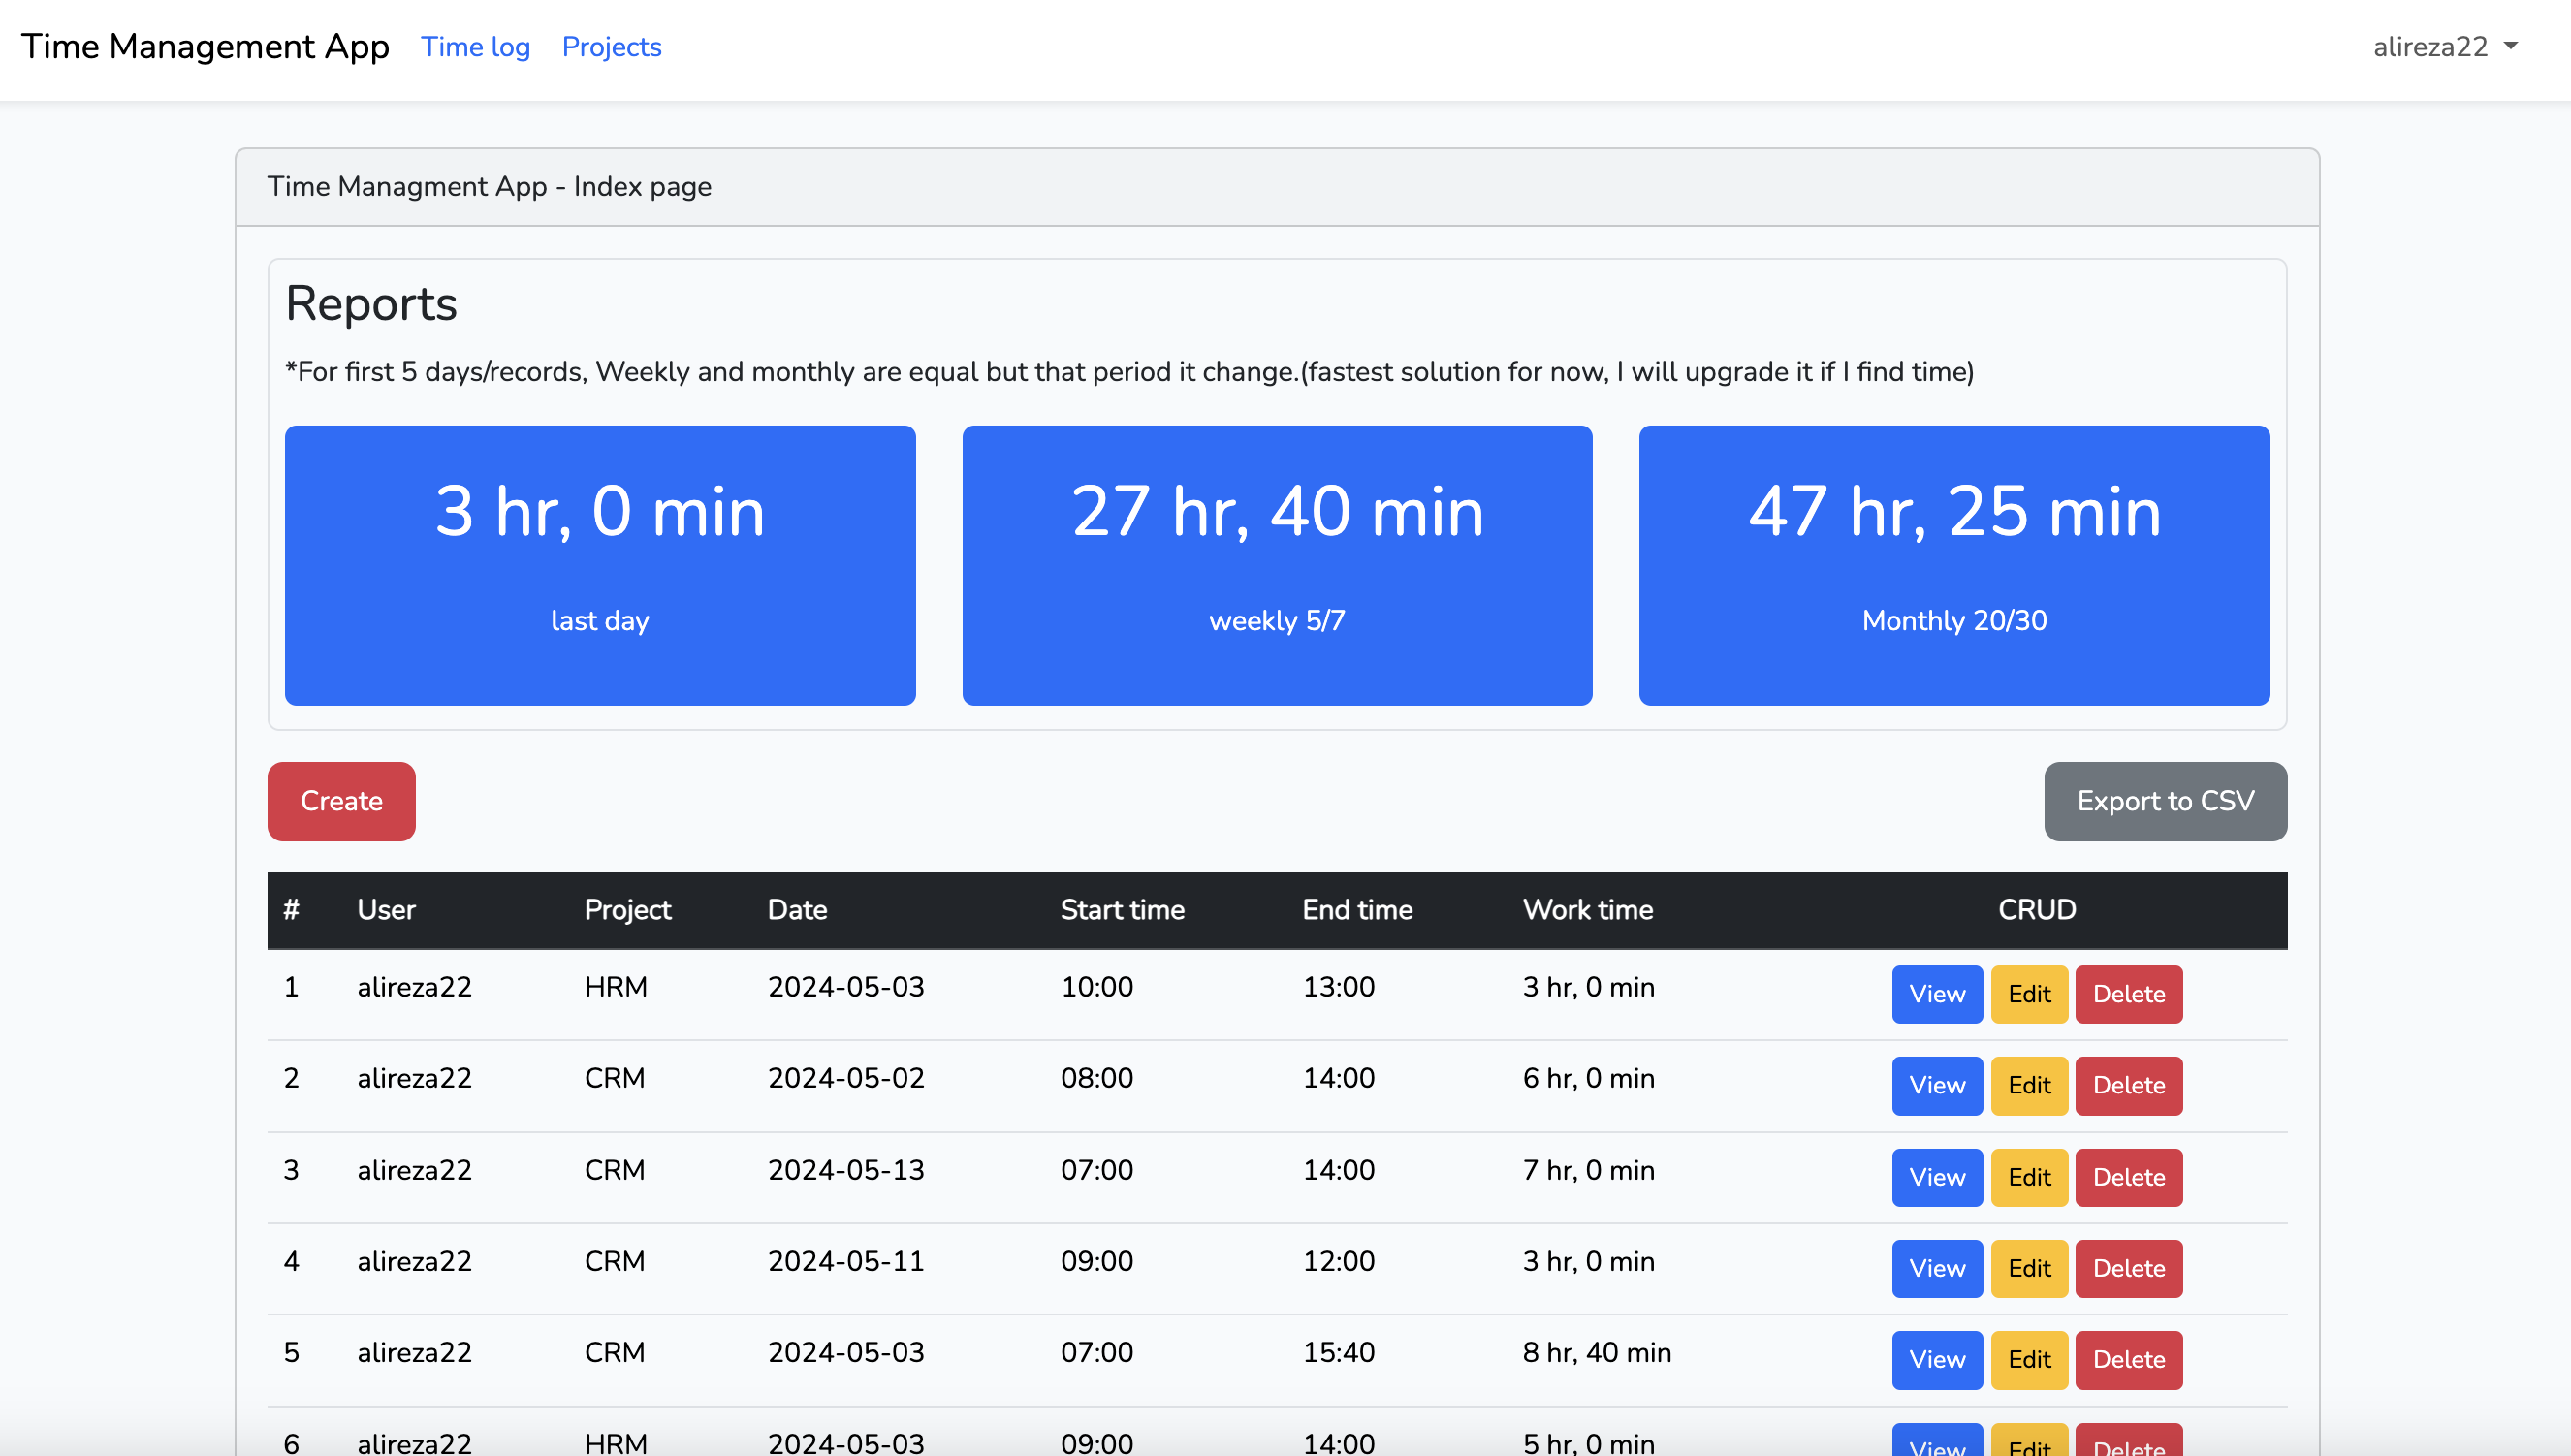 Time Management App Time log Projects alireza22
Time Managment App - Index page
Reports
*For first 5 days/records, Weekly and monthly are equal but that period it change.(fastest solution for now, I will upgrade it if I find time)
3 hr, 0 min 27 hr, 40 min 47 hr, 25 min
last day weekly 5/7 Monthly 20/30
Create Export to CSV
# User Project Date Start time End time Work time CRUD
1 alireza22 HRM 2024-05-03 10:00 13:00 3 hr, 0 min View Edit Delete
2 alireza22 CRM 2024-05-02 08:00 14:00 6 hr, 0 min View Edit Delete
3 alireza22 CRM 2024-05-13 07:00 14:00 7 hr, 0 min View Edit Delete
4 alireza22 CRM 2024-05-11 09:00 12:00 3 hr, 0 min View Edit Delete
5 alireza22 CRM 2024-05-03 07:00 15:40 8 hr, 40 min View Edit Delete
6 alireza22 HRM 2024-05-03 09:00 14:00 5 hr, 0 min View Edit Delete